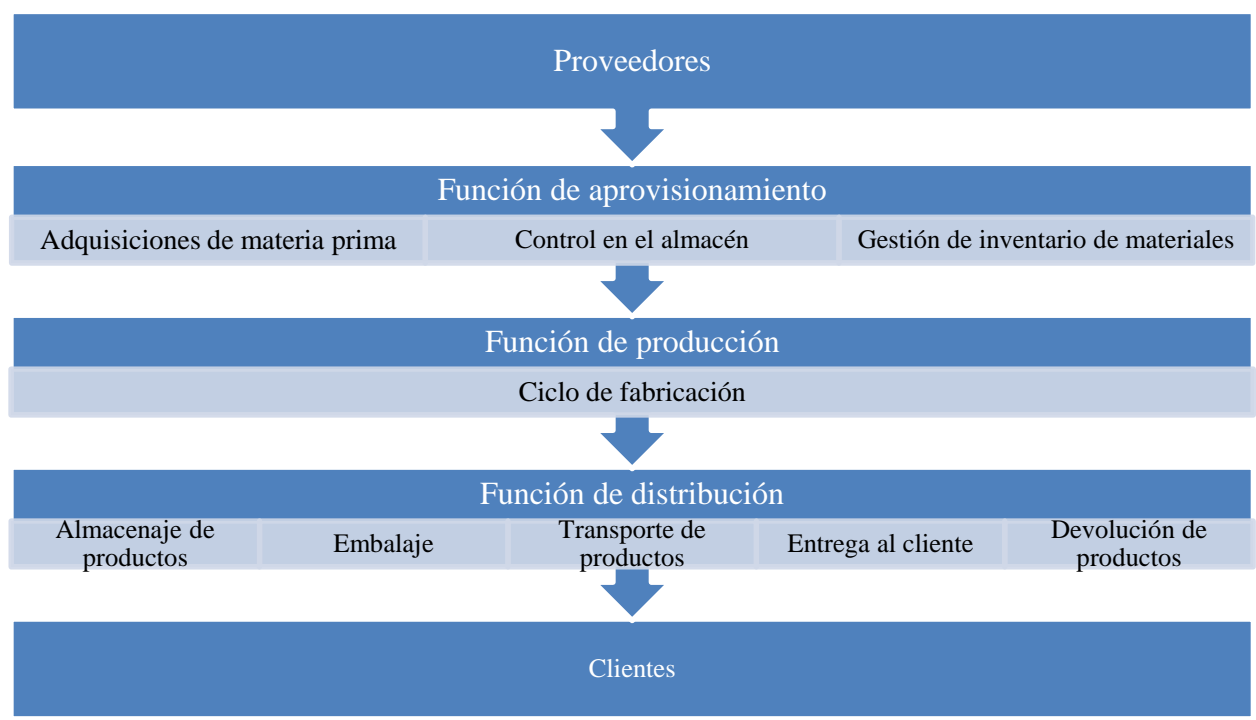 Proveedores
Función de aprovisionamiento
Adquisiciones de materia prima
Control en el almacén
Gestión de inventario de materiales
Función de producción
Ciclo de fabricación
Función de distribución
Almacenaje de
productos
Embalaje
Transporte de
productos
Entrega al cliente
Devolución de
productos
Clientes